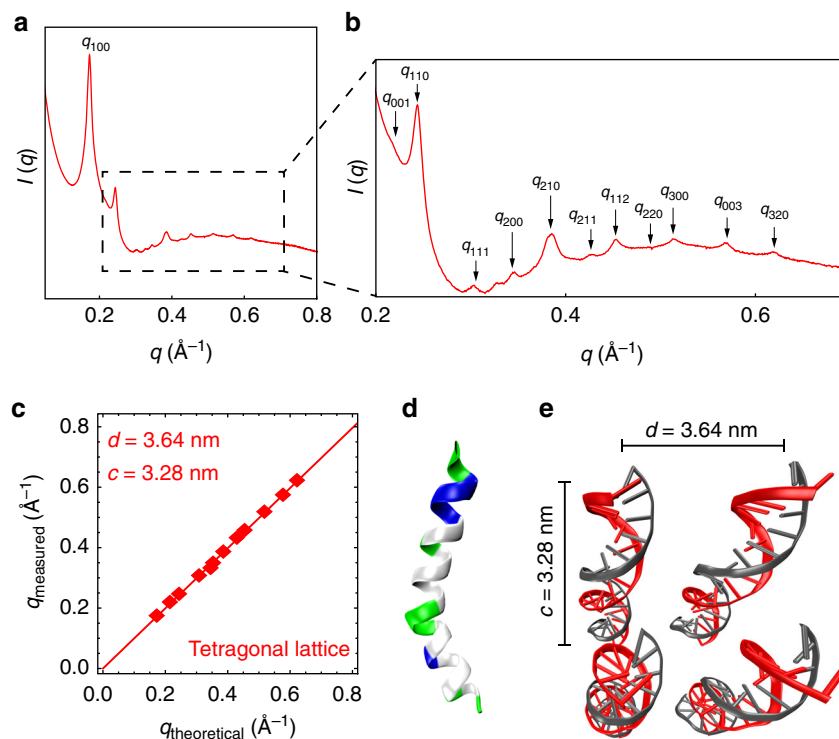 a
q100
I (q)
0.2 0.4 0.6 0.8
q (Å–1)
b
q110
q001
q210
q112
q300
q200
q211
q003
q111
q220
q320
I (q)
0.2 0.4 0.6
q (Å–1)
c
d = 3.64 nm
c = 3.28 nm
0.8
0.6
0.4
0.2
0.0
qmeasured (Å–1)
Tetragonal lattice
0.0 0.2 0.4 0.6 0.8
qtheoretical (Å–1)
d
e
d = 3.64 nm
c = 3.28 nm